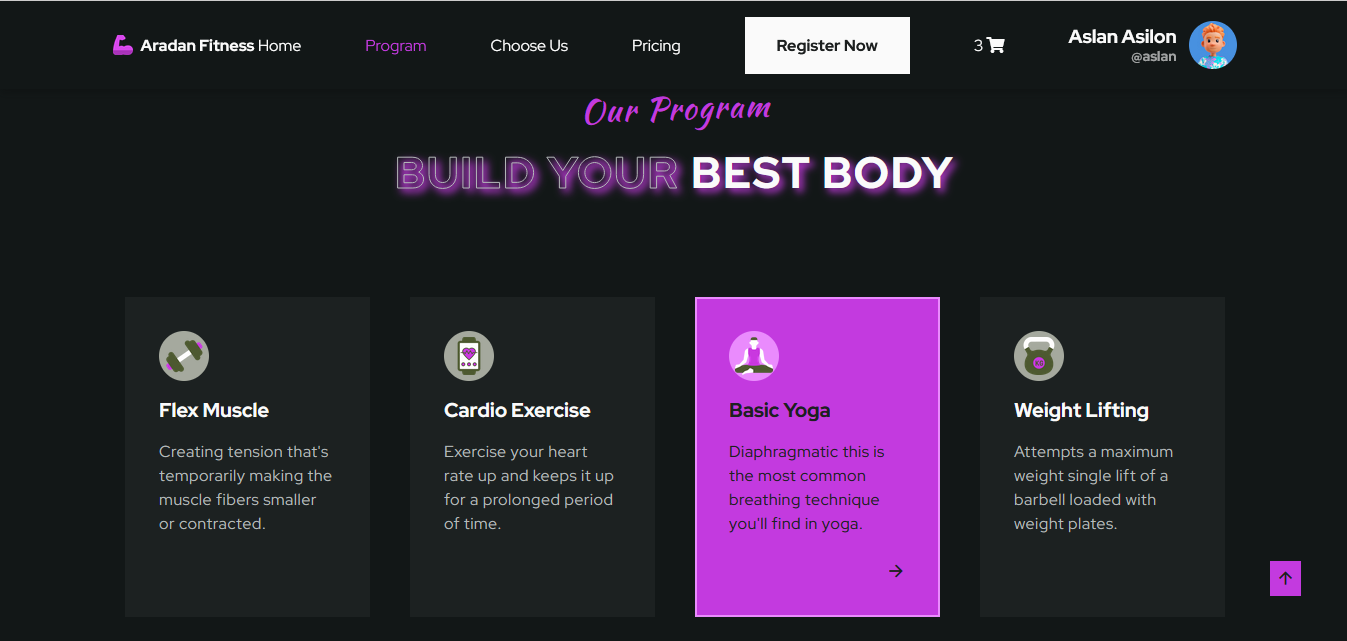 Aradan Fitness Home Program Choose Us Pricing Register Now 3 Aslan Asilon
@aslan
Our Program
BUILD YOUR BEST BODY
Flex Muscle
Creating tension that's
temporarily making the
muscle fibers smaller
or contracted.
Cardio Exercise
Exercise your heart
rate up and keeps it up
for a prolonged period
of time.
Basic Yoga
Diaphragmatic this is
the most common
breathing technique
you'll find in yoga.
Weight Lifting
Attempts a maximum
weight single lift of a
barbell loaded with
weight plates.